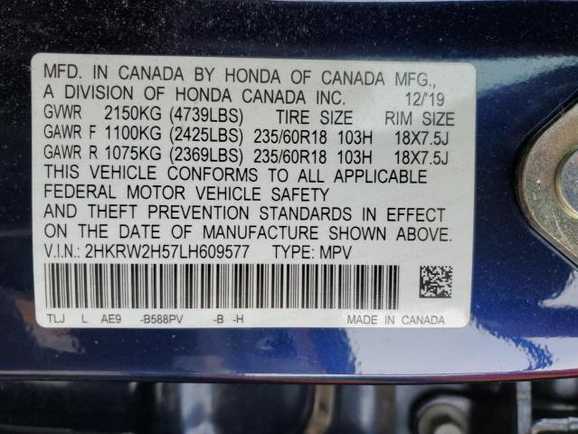 MFD. IN CANADA BY HONDA OF CANADA MFG.,
A DIVISION OF HONDA CANADA INC. 12/'19
GVWR 2150KG (4739LBS) TIRE SIZE RIM SIZE
GAWR F 1100KG (2425LBS) 235/60R18 103H 18X7.5J
GAWR R 1075KG (2369LBS) 235/60R18 103H 18X7.5J
THIS VEHICLE CONFORMS TO ALL APPLICABLE
FEDERAL MOTOR VEHICLE SAFETY
AND THEFT PREVENTION STANDARDS IN EFFECT
ON THE DATE OF MANUFACTURE SHOWN ABOVE.
V.I.N.: 2HKRW2H57LH609577 TYPE: MPV
TLJ L AE9 -B588PV -B -H MADE IN CANADA